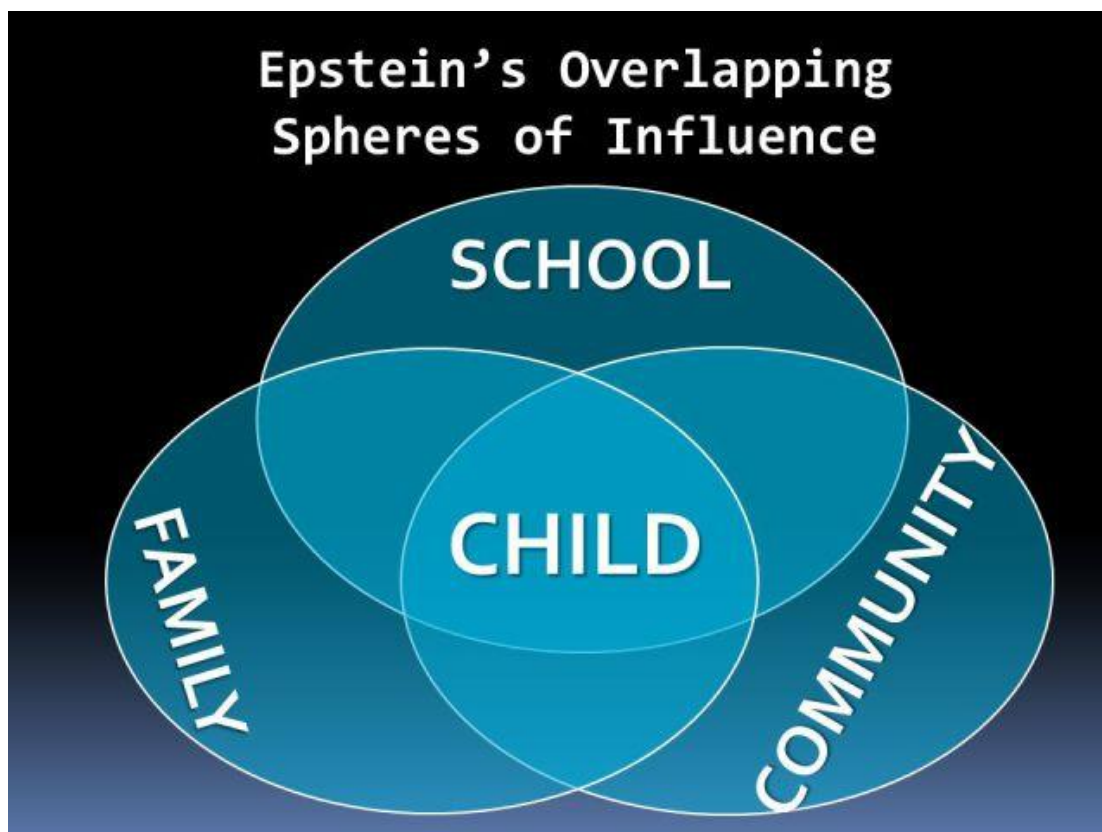 Epstein’s Overlapping
Spheres of Influence
SCHOOL
FAMILY
CHILD
COMMUNITY